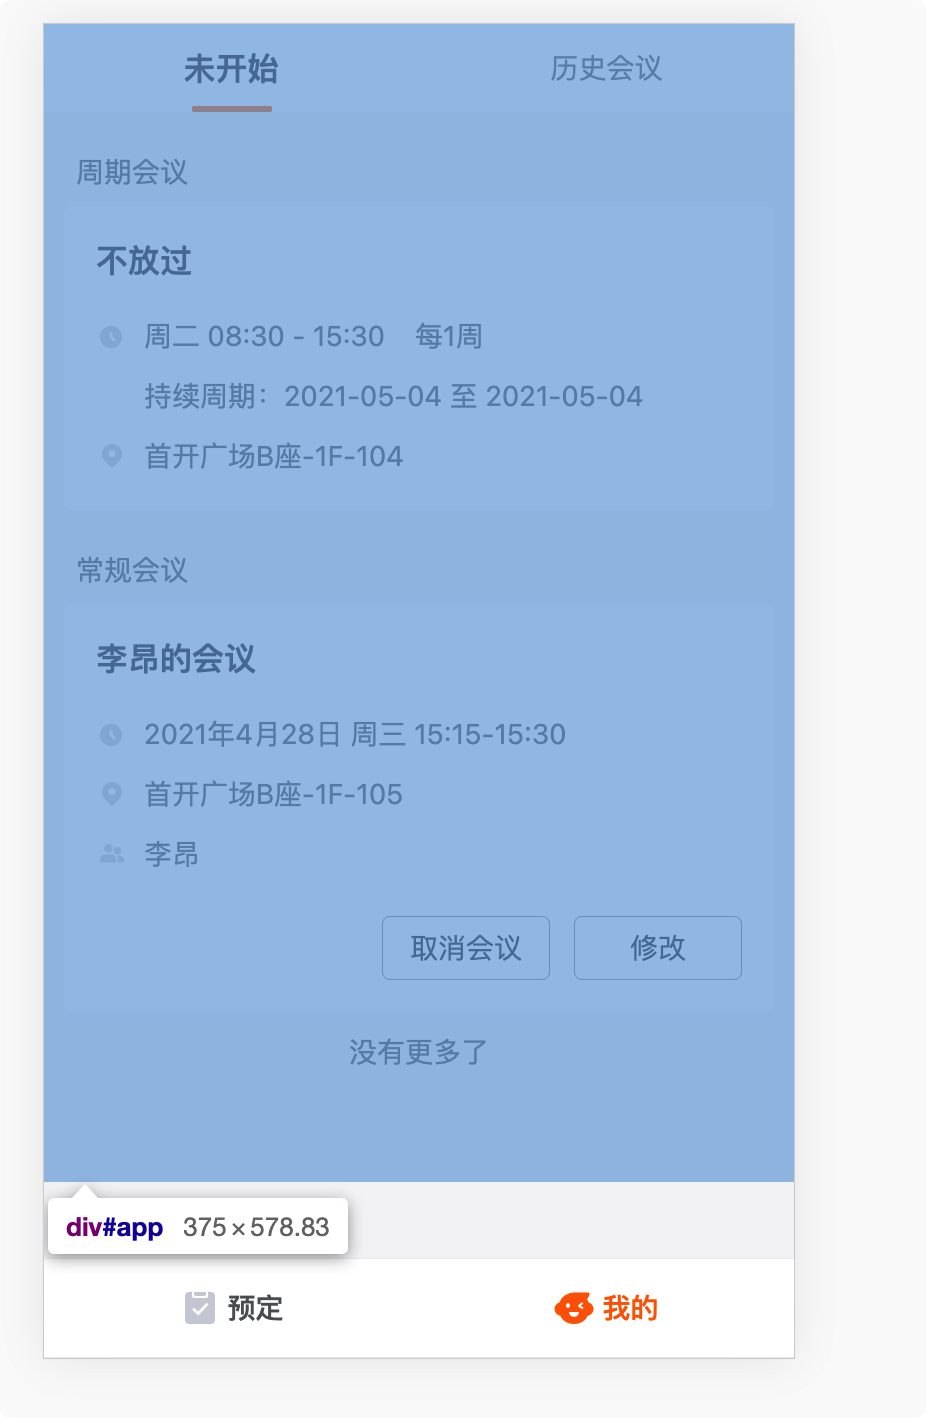 未开始 历史会议
周期会议
不放过
周二 08:30 - 15:30 每1周
持续周期：2021-05-04 至 2021-05-04
首开广场B座-1F-104
常规会议
李昂的会议
2021年4月28日 周三 15:15-15:30
首开广场B座-1F-105
李昂
取消会议 修改
没有更多了
div#app 375×578.83
预定 我的